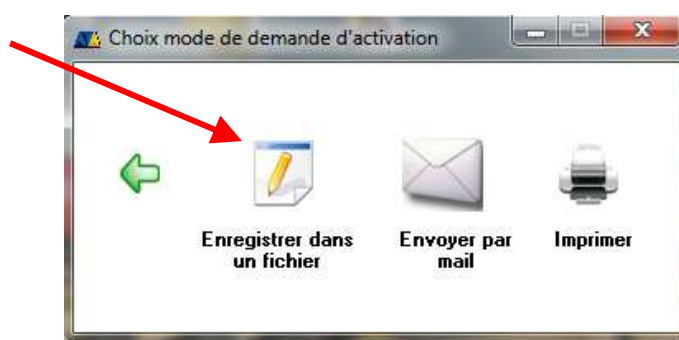 Choix mode de demande d'activation
Enregistrer dans
un fichier
Envoyer par
mail
Imprimer